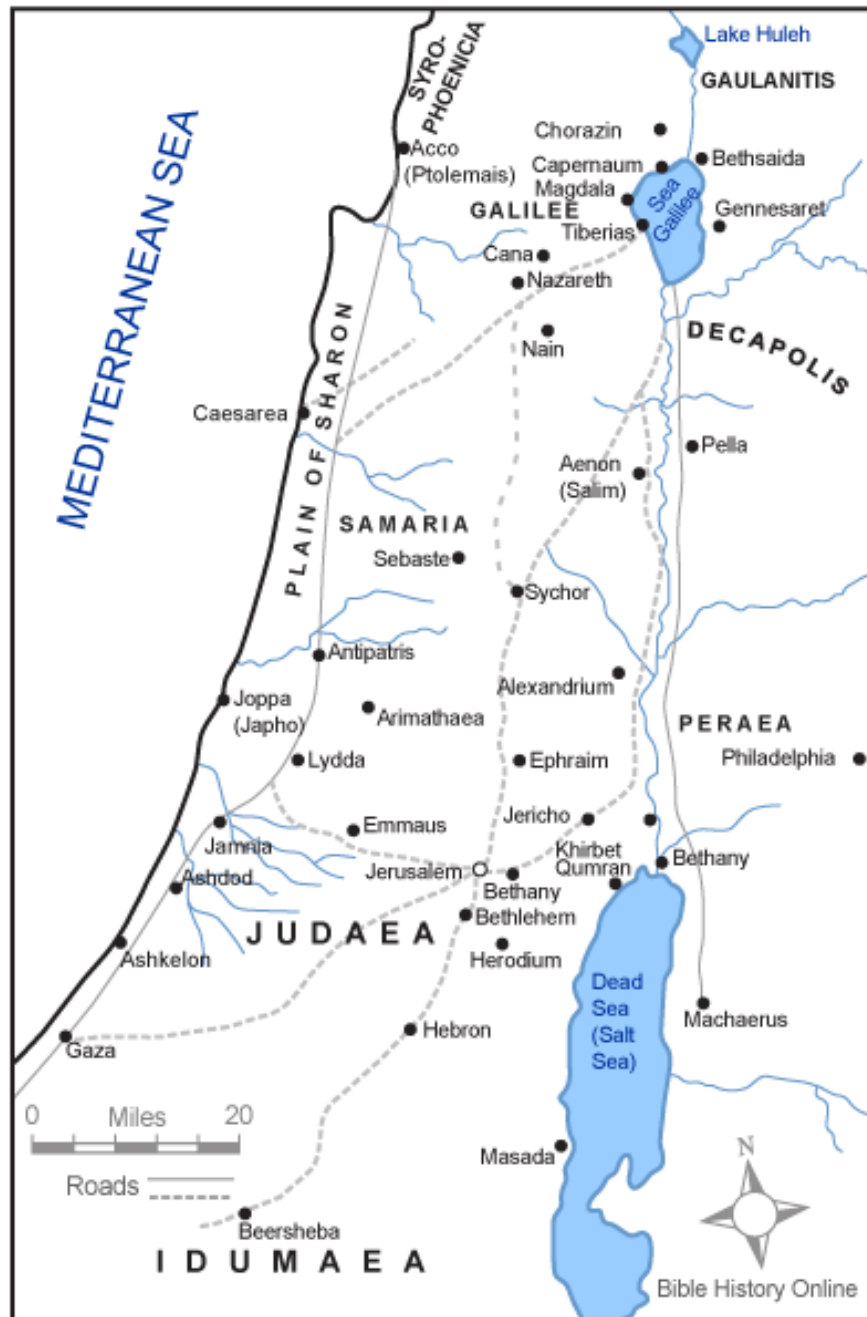 Lake Huleh
SYRO-
PHOENICIA
GAULANITIS
MEDITERRANEAN SEA
Chorazin
Acco
(Ptolemais)
Capernaum
Bethsaida
Magdala
Sea
Galilee
GALILEE
Gennesaret
Tiberias
Cana
Nazareth
DECAPOLIS
Nain
PLAIN OF SHARON
Caesarea
Pella
Aenon
(Salim)
SAMARIA
Sebaste
Sychor
Antipatris
Alexandrium
Joppa
(Japho)
Arimathaea
PERAEA
Lydda
Ephraim
Philadelphia
Jamnia
Emmaus
Jericho
Khirbet
Qumran
Bethany
Jerusalem
Bethany
Ashdod
Bethlehem
JUDAEA
Ashkelon
Herodium
Dead
Sea
(Salt
Sea)
Machaerus
Hebron
Gaza
0 Miles 20
Masada
N
Roads
Beersheba
IDUMAEA
Bible History Online